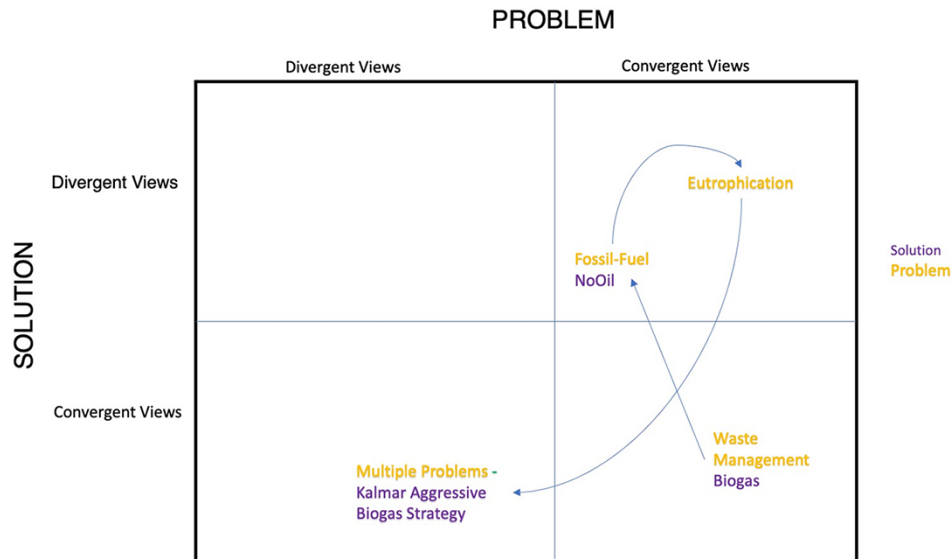 PROBLEM
Divergent Views
Convergent Views
Divergent Views
Eutrophication
SOLUTION
Fossil-Fuel
NoOil
Solution
Problem
Convergent Views
Waste
Management
Biogas
Multiple Problems -
Kalmar Aggressive
Biogas Strategy